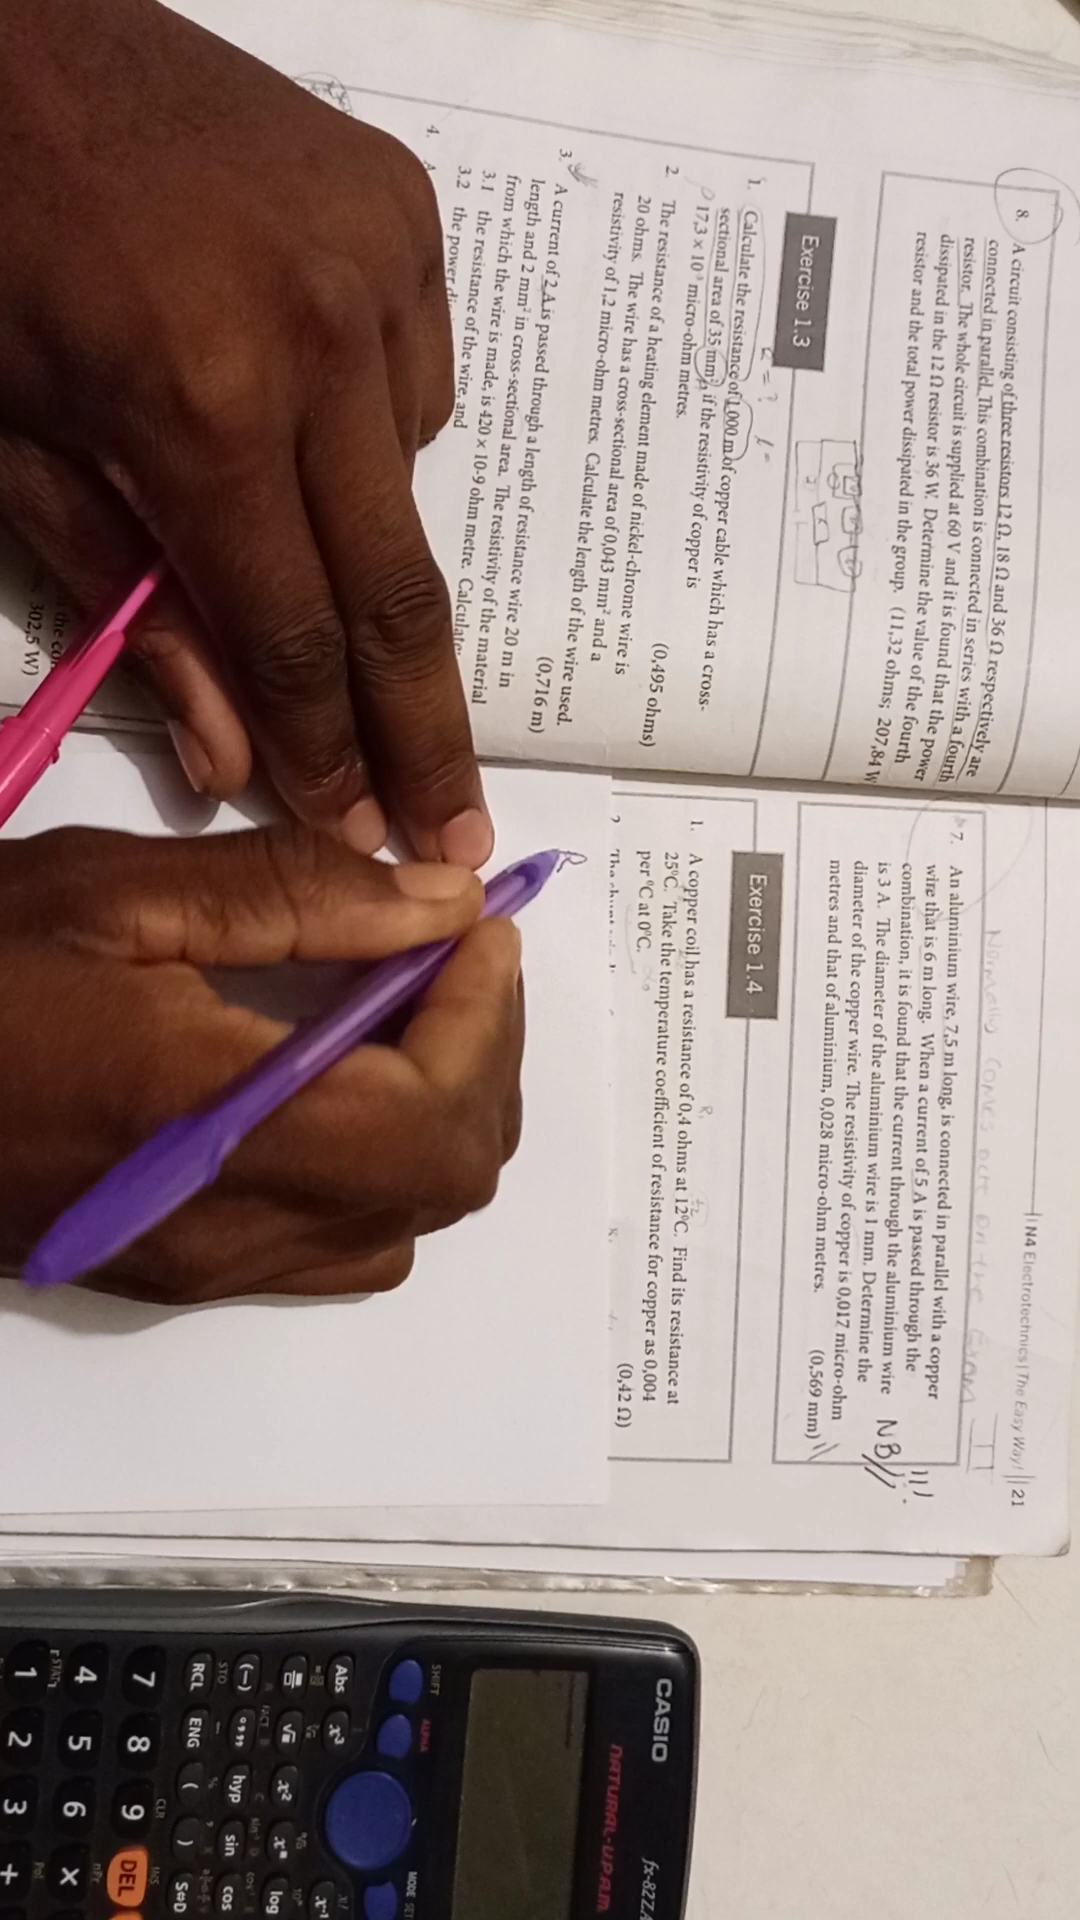 8. A circuit consisting of three resistors 12 Ω, 18 Ω and 36 Ω respectively are
connected in parallel. This combination is connected in series with a fourth
resistor. The whole circuit is supplied at 60 V and it is found that the power
dissipated in the 12 Ω resistor is 36 W. Determine the value of the fourth
resistor and the total power dissipated in the group. (11,32 ohms; 207,84 W
Exercise 1.3
R = ? l =
1. Calculate the resistance of 1 000 m of copper cable which has a cross-
sectional area of 35 mm², if the resistivity of copper is
17,3 × 10³ micro-ohm metres.
(0,495 ohms)
2. The resistance of a heating element made of nickel-chrome wire is
20 ohms. The wire has a cross-sectional area of 0,043 mm² and a
resistivity of 1,2 micro-ohm metres. Calculate the length of the wire used.
(0,716 m)
3. A current of 2 A is passed through a length of resistance wire 20 m in
length and 2 mm² in cross-sectional area. The resistivity of the material
from which the wire is made, is 420 × 10-9 ohm metre. Calculate:
3.1 the resistance of the wire, and
3.2 the power
4.
302,5 W)
N4 Electrotechnics | The Easy Way! 21
Normally comes out on the Exam
7. An aluminium wire, 7,5 m long, is connected in parallel with a copper
wire that is 6 m long. When a current of 5 A is passed through the
combination, it is found that the current through the aluminium wire
is 3 A. The diameter of the aluminium wire is 1 mm. Determine the
diameter of the copper wire. The resistivity of copper is 0,017 micro-ohm
metres and that of aluminium, 0,028 micro-ohm metres. (0,569 mm)
NB
Exercise 1.4
1. A copper coil has a resistance of 0,4 ohms at 12°C. Find its resistance at
25°C. Take the temperature coefficient of resistance for copper as 0,004
per °C at 0°C. (0,42 Ω)
R
CASIO fx-82ZA
NATURAL-V.P.A.M.
SHIFT ALPHA MODE
Abs x³ x⁻¹
√ x² log
(−) hyp sin cos
STO
RCL ENG ( ) S⇔D
7 8 9 DEL
4 5 6 ×
1 2 3 +